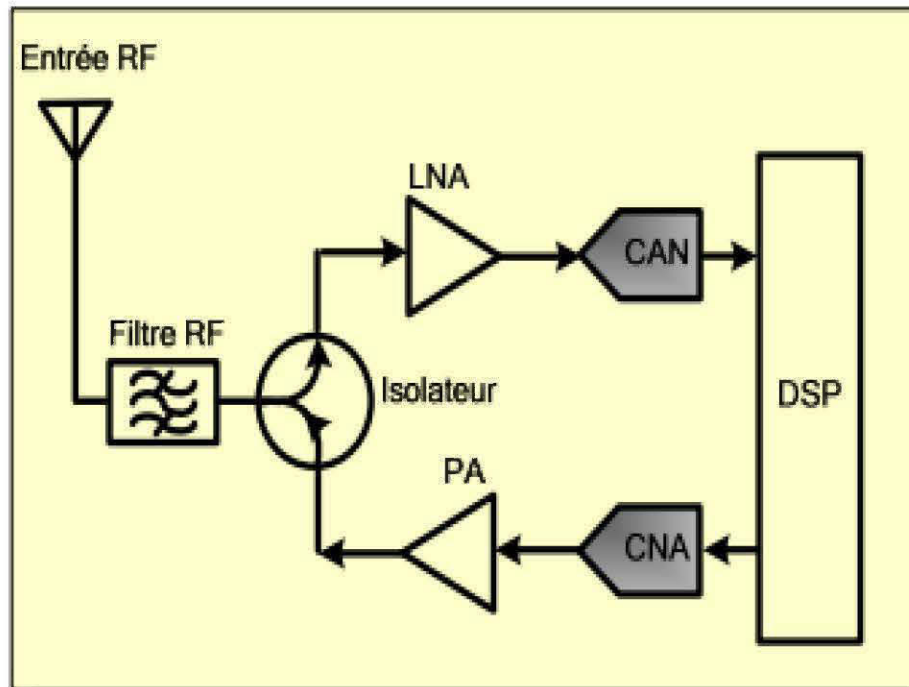 Entrée RF
LNA
CAN
Filtre RF
Isolateur
DSP
PA
CNA